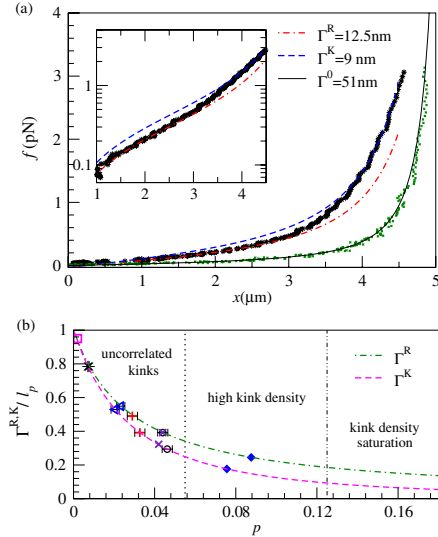 (a)
Γ^R=12.5nm
Γ^K=9 nm
Γ^0=51nm
f (pN)
4
3
2
1
0
0 1 2 3 4 5
x(μm)
1
0.1
1 2 3 4
(b)
Γ^R,K / l_p
1
0.8
0.6
0.4
0.2
0
0 0.04 0.08 0.12 0.16
p
uncorrelated
kinks
high kink density
kink density
saturation
Γ^R
Γ^K